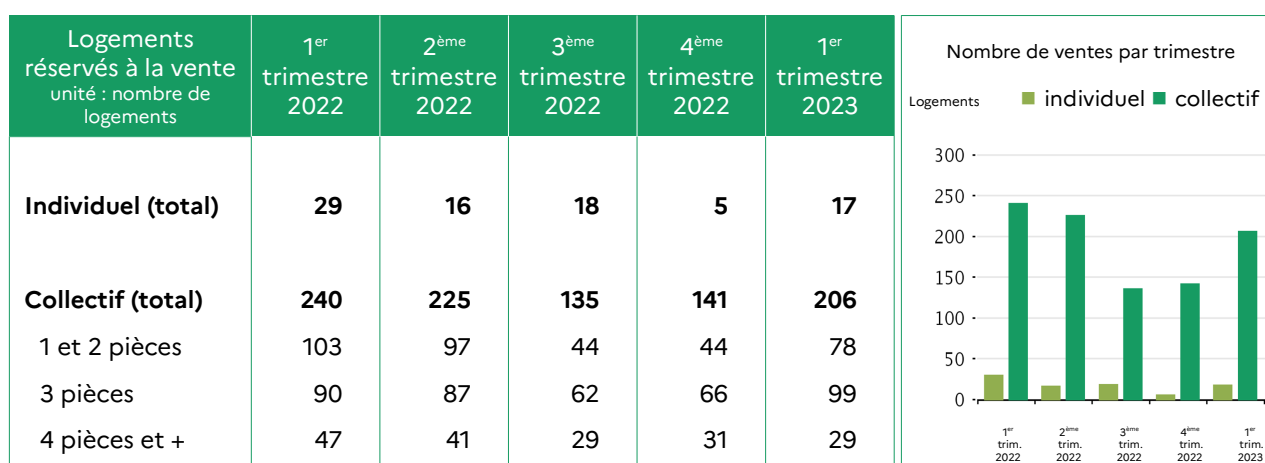 Logements
réservés à la vente
unité : nombre de
logements
1er
trimestre
2022
2ème
trimestre
2022
3ème
trimestre
2022
4ème
trimestre
2022
1er
trimestre
2023
Individuel (total) 29 16 18 5 17
Collectif (total) 240 225 135 141 206
1 et 2 pièces 103 97 44 44 78
3 pièces 90 87 62 66 99
4 pièces et + 47 41 29 31 29
Nombre de ventes par trimestre
Logements individuel collectif
300
250
200
150
100
50
0
1er
trim.
2022
2ème
trim.
2022
3ème
trim.
2022
4ème
trim.
2022
1er
trim.
2023